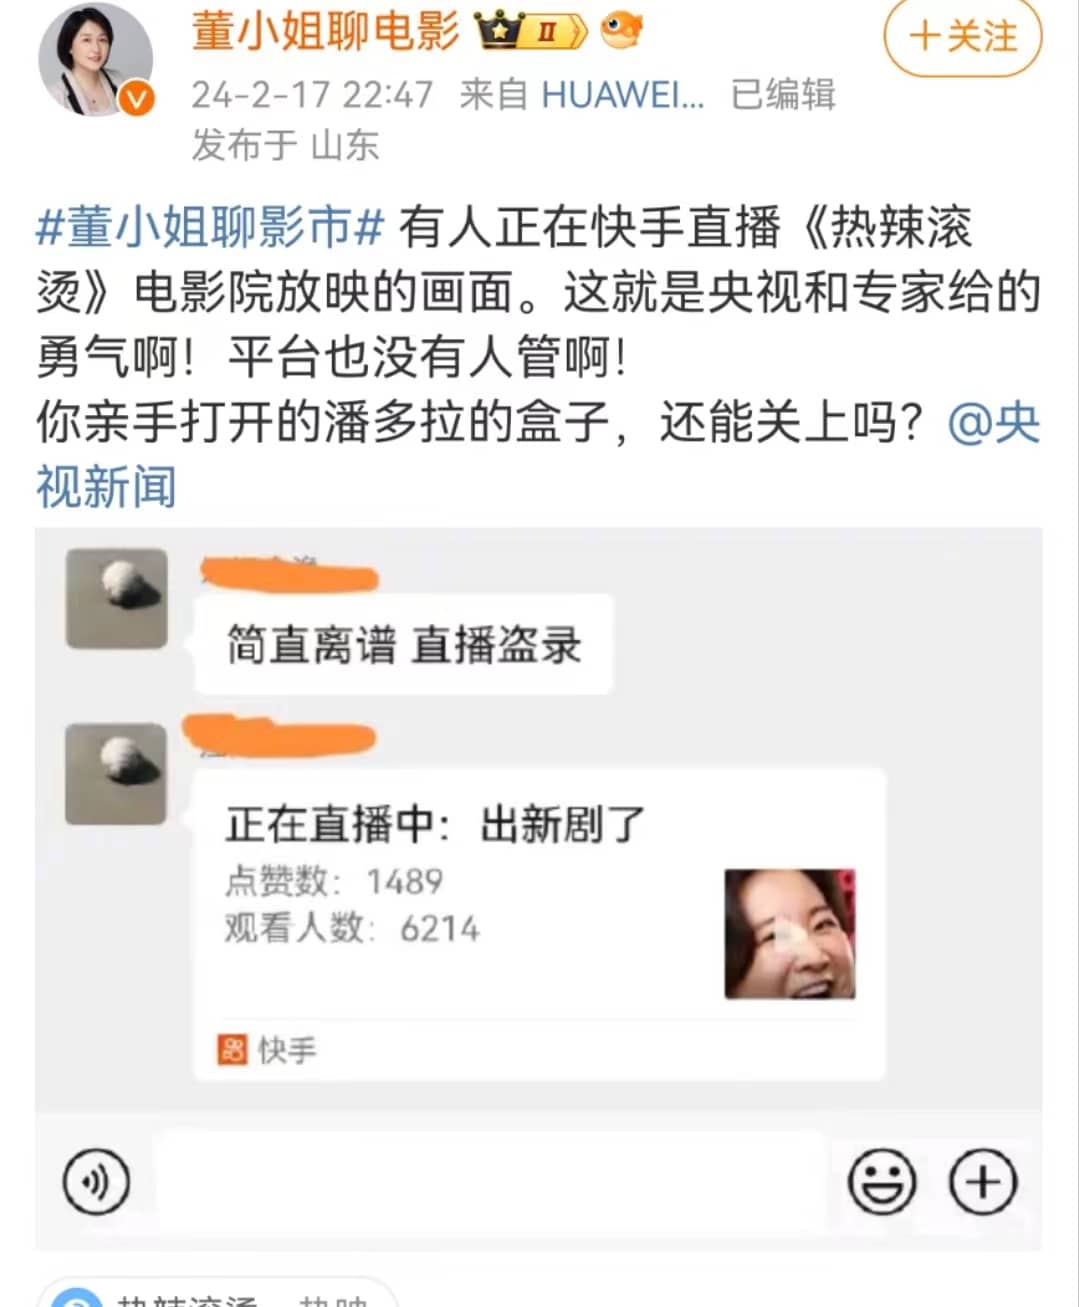 董小姐聊电影 II
+关注
24-2-17 22:47 来自 HUAWEI... 已编辑
发布于 山东
#董小姐聊影市# 有人正在快手直播《热辣滚
烫》电影院放映的画面。这就是央视和专家给的
勇气啊！平台也没有人管啊！
你亲手打开的潘多拉的盒子，还能关上吗？@央
视新闻
简直离谱 直播盗录
正在直播中：出新剧了
点赞数：1489
观看人数：6214
快手
热辣滚烫 热映